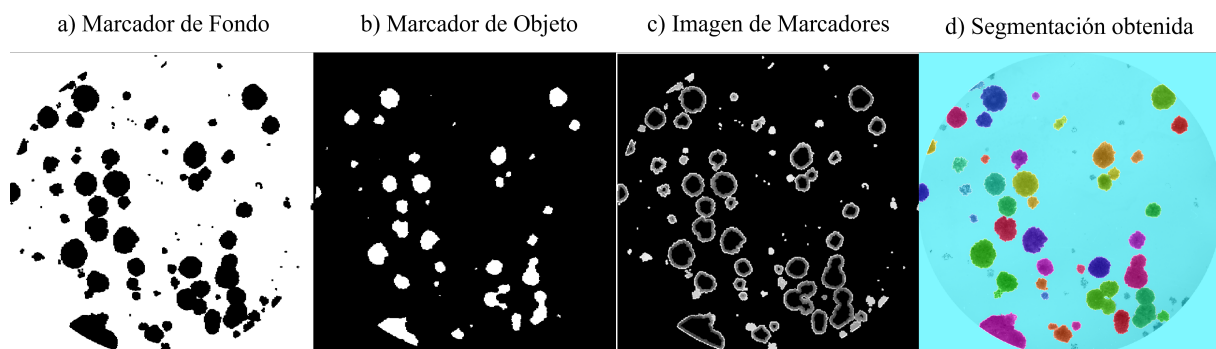 a) Marcador de Fondo
b) Marcador de Objeto
c) Imagen de Marcadores
d) Segmentación obtenida